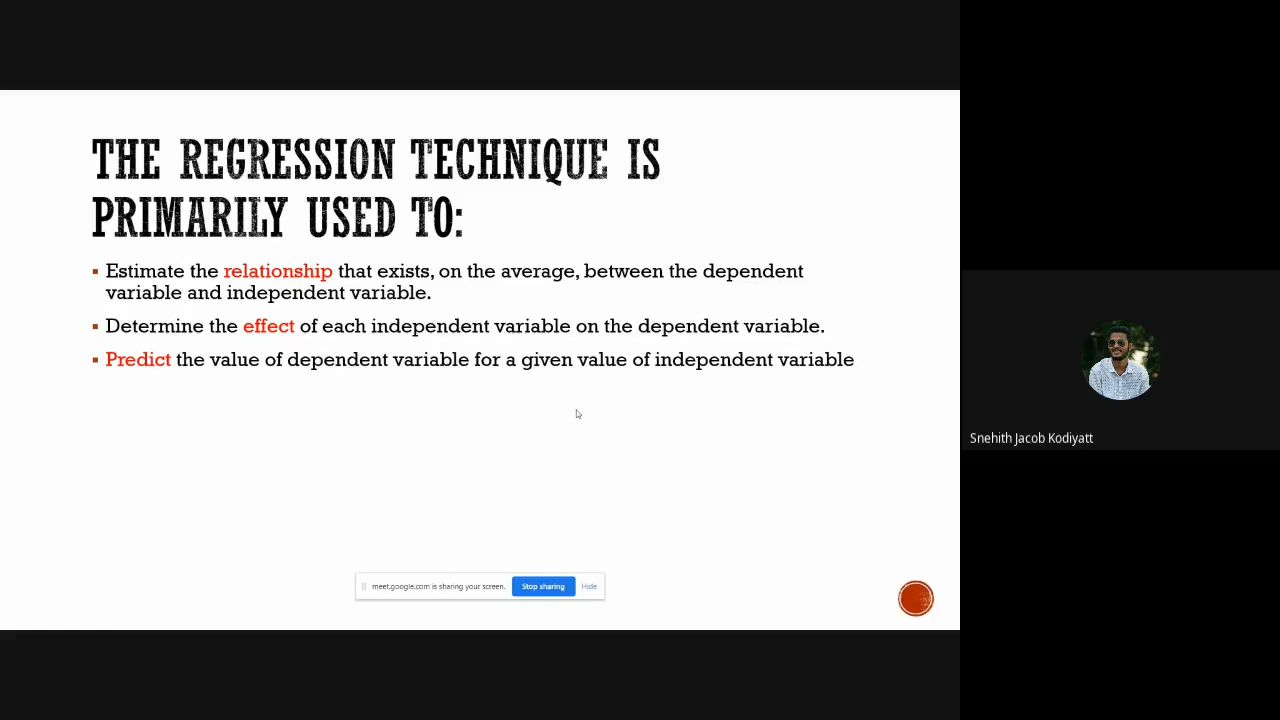 THE REGRESSION TECHNIQUE IS
PRIMARILY USED TO:
▪ Estimate the relationship that exists, on the average, between the dependent
variable and independent variable.
▪ Determine the effect of each independent variable on the dependent variable.
▪ Predict the value of dependent variable for a given value of independent variable
meet.google.com is sharing your screen. Stop sharing Hide
Snehith Jacob Kodiyatt